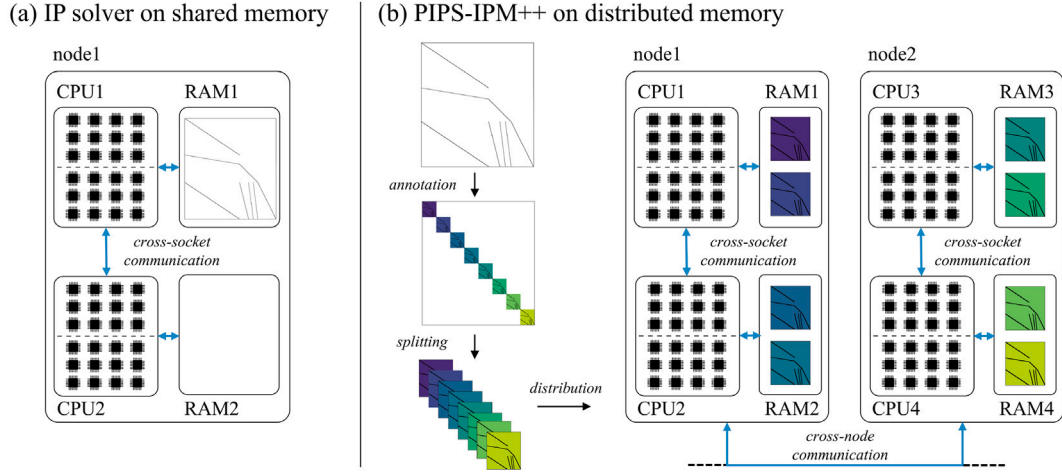 (a) IP solver on shared memory
node1
CPU1
RAM1
cross-socket
communication
CPU2
RAM2
(b) PIPS-IPM++ on distributed memory
annotation
splitting
distribution
node1
CPU1
RAM1
cross-socket
communication
CPU2
RAM2
node2
CPU3
RAM3
cross-socket
communication
CPU4
RAM4
cross-node
communication